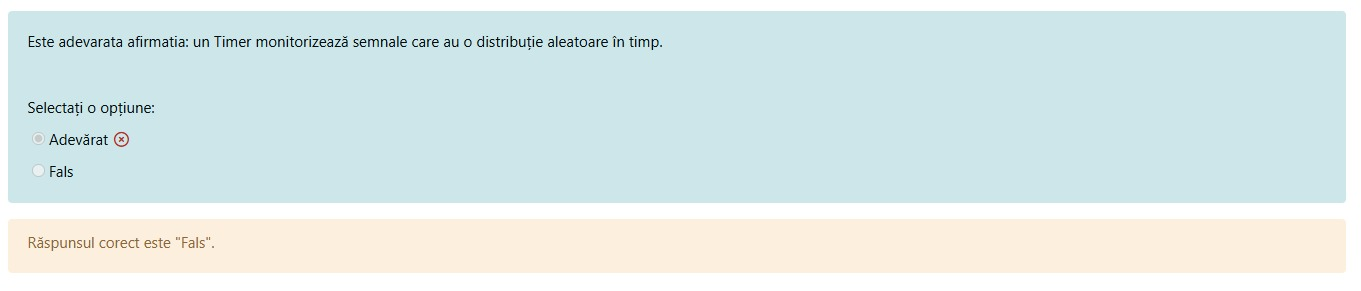 Este adevarata afirmatia: un Timer monitorizează semnale care au o distribuție aleatoare în timp.
Selectați o opțiune:
Adevărat
Fals
Răspunsul corect este "Fals".